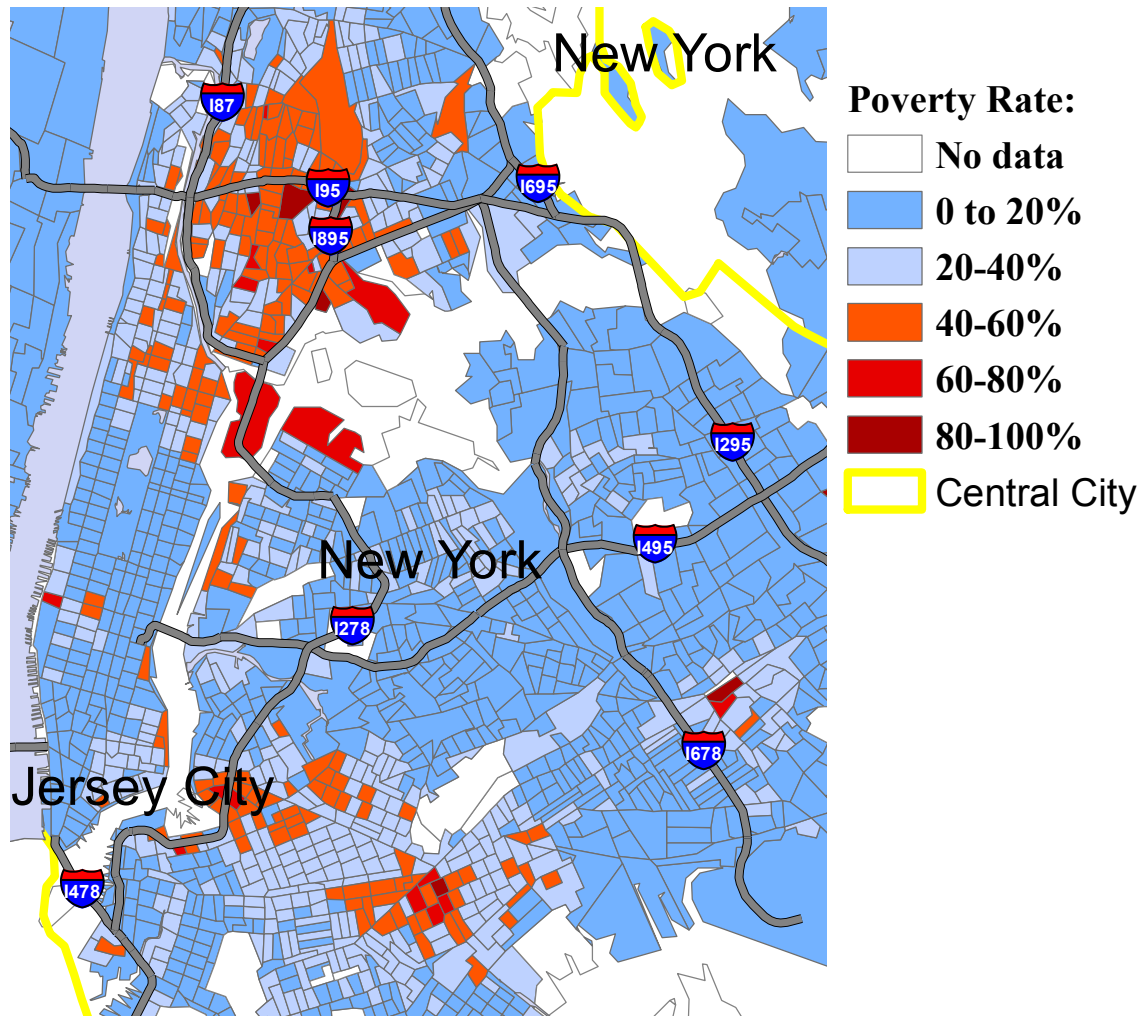 New York
I87
I95
I695
I895
I295
I495
New York
I278
I678
Jersey City
I478
Poverty Rate:
No data
0 to 20%
20-40%
40-60%
60-80%
80-100%
Central City